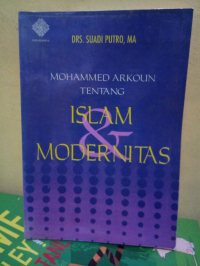 DRS. SUADI PUTRO, MA
MOHAMMED ARKOUN
TENTANG
ISLAM
&
MODERNITAS